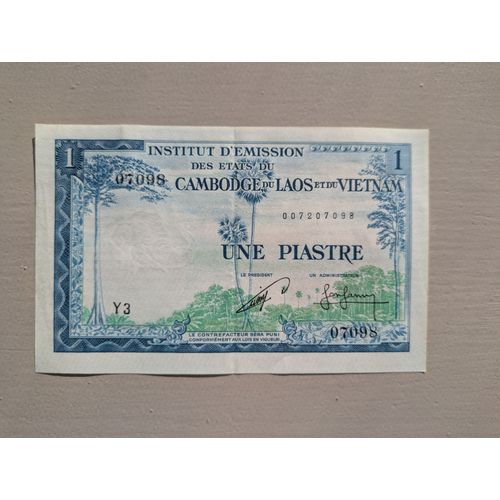 1 INSTITUT D'EMISSION 1
DES ETATS DU
07098 CAMBODGE DU LAOS ET DU VIETNAM
007207098
UNE PIASTRE
LE PRESIDENT UN ADMINISTRATEUR
Y3
07098
LE CONTREFACTEUR SERA PUNI
CONFORMÉMENT AUX LOIS EN VIGUEUR